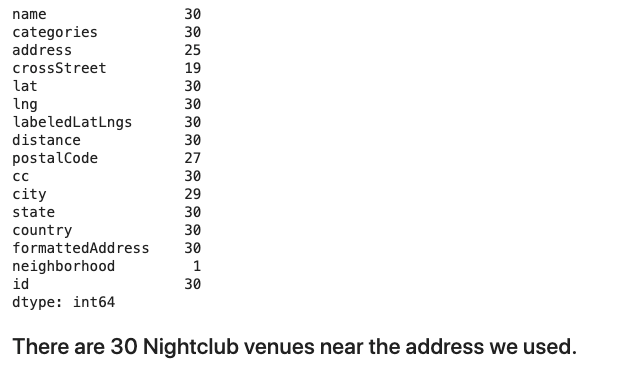 name 30
categories 30
address 25
crossStreet 19
lat 30
lng 30
labeledLatLngs 30
distance 30
postalCode 27
cc 30
city 29
state 30
country 30
formattedAddress 30
neighborhood 1
id 30
dtype: int64
There are 30 Nightclub venues near the address we used.